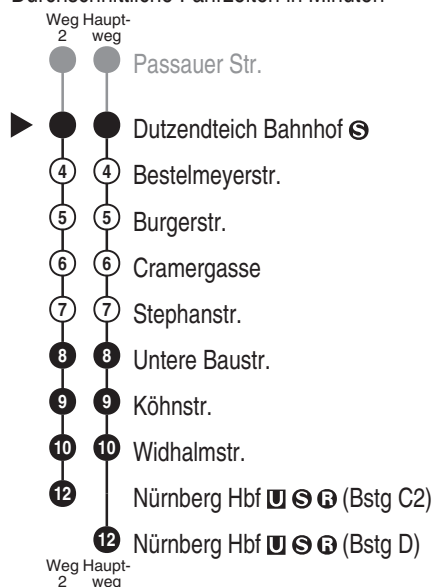 Durchschnittliche Fahrzeiten in Minuten
Weg Haupt-
2 weg
Passauer Str.
Dutzendteich Bahnhof S
4 4 Bestelmeyerstr.
5 5 Burgerstr.
6 6 Cramergasse
7 7 Stephanstr.
8 8 Untere Baustr.
9 9 Köhnstr.
10 10 Widhalmstr.
12 Nürnberg Hbf U S R (Bstg C2)
12 Nürnberg Hbf U S R (Bstg D)
Weg Haupt-
2 weg